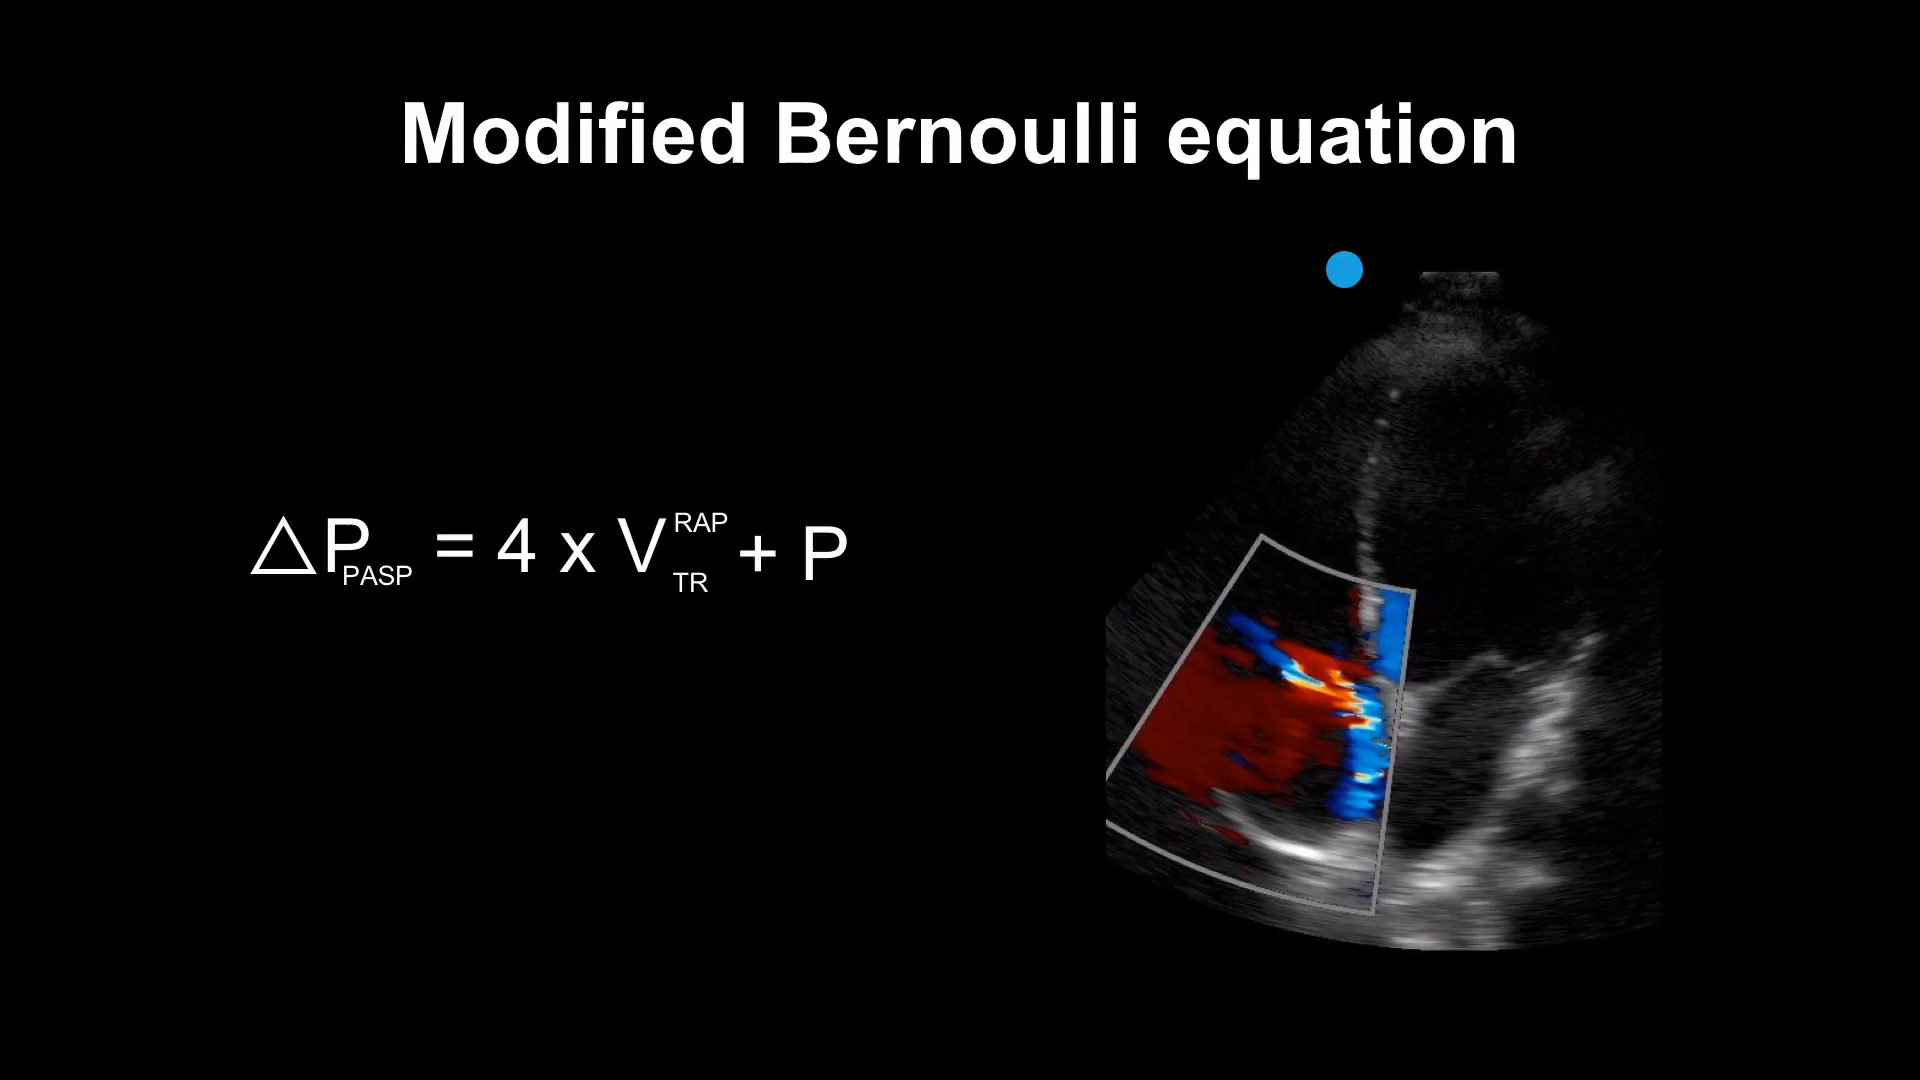 Modified Bernoulli equation
△P PASP = 4 x V RAP TR + P